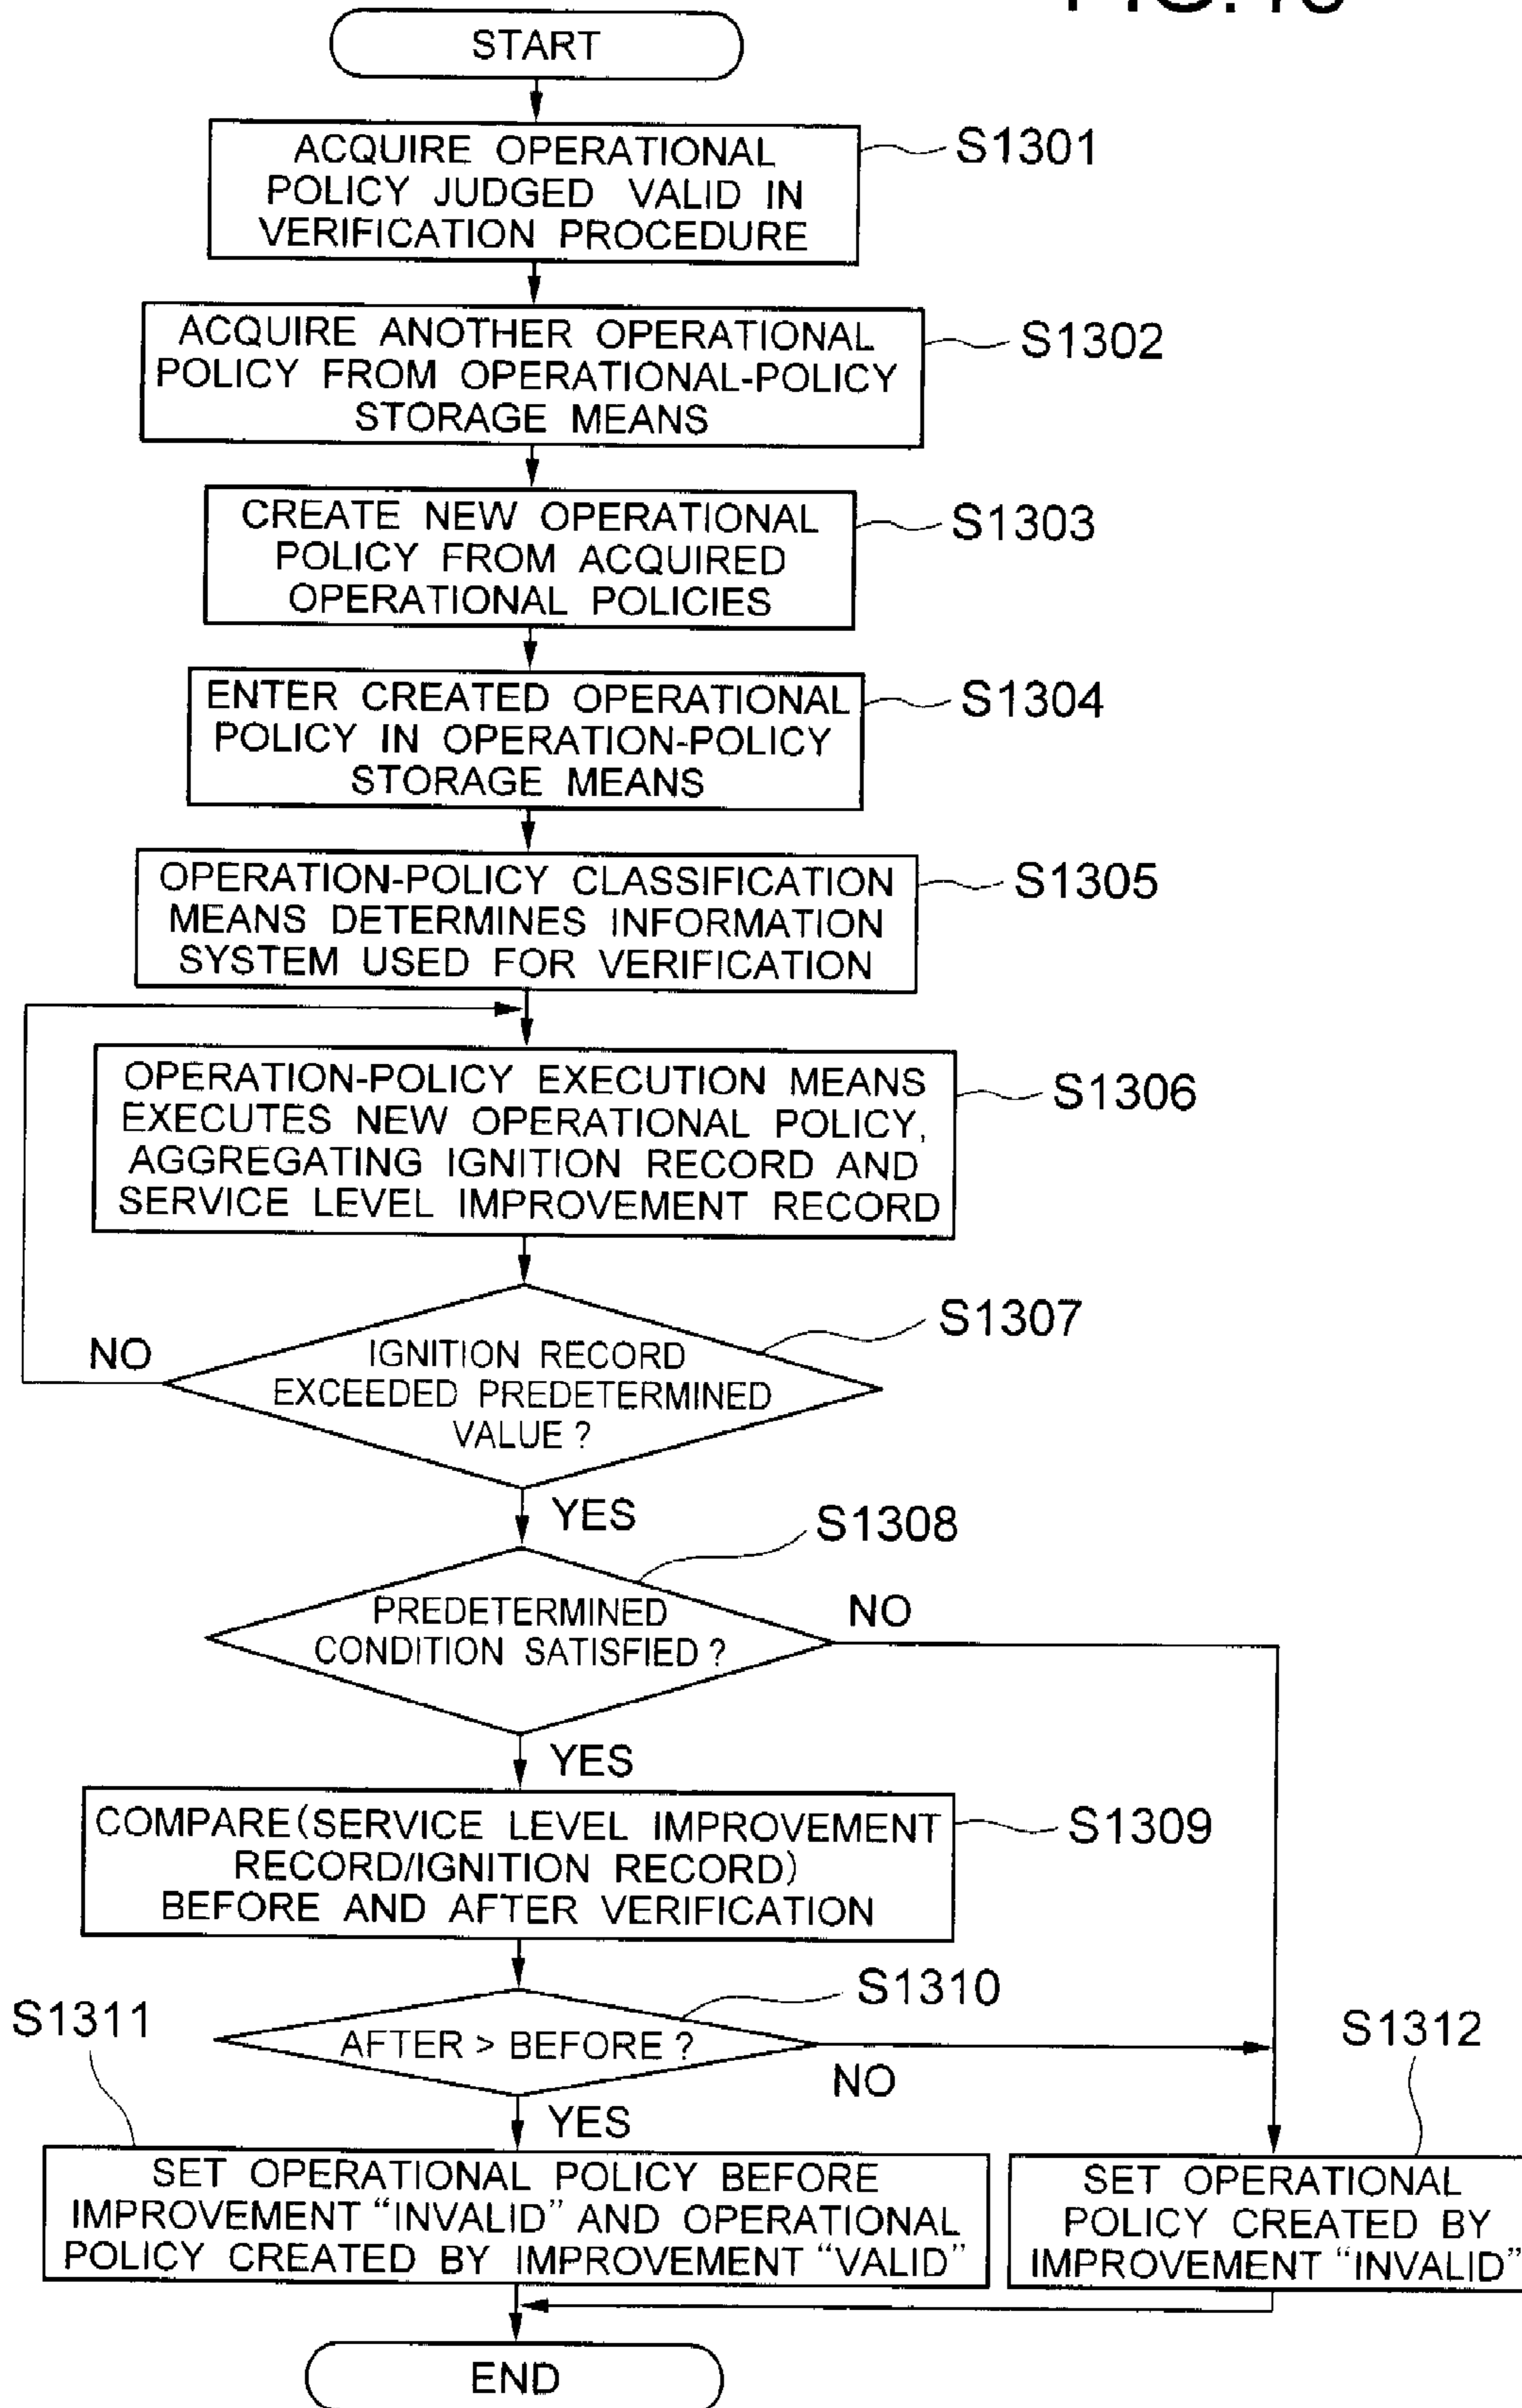 START
ACQUIRE OPERATIONAL
POLICY JUDGED VALID IN
VERIFICATION PROCEDURE
S1301
ACQUIRE ANOTHER OPERATIONAL
POLICY FROM OPERATIONAL-POLICY
STORAGE MEANS
S1302
CREATE NEW OPERATIONAL
POLICY FROM ACQUIRED
OPERATIONAL POLICIES
S1303
ENTER CREATED OPERATIONAL
POLICY IN OPERATION-POLICY
STORAGE MEANS
S1304
OPERATION-POLICY CLASSIFICATION
MEANS DETERMINES INFORMATION
SYSTEM USED FOR VERIFICATION
S1305
OPERATION-POLICY EXECUTION MEANS
EXECUTES NEW OPERATIONAL POLICY,
AGGREGATING IGNITION RECORD AND
SERVICE LEVEL IMPROVEMENT RECORD
S1306
IGNITION RECORD
EXCEEDED PREDETERMINED
VALUE ?
S1307
NO
YES
PREDETERMINED
CONDITION SATISFIED ?
S1308
NO
YES
COMPARE(SERVICE LEVEL IMPROVEMENT
RECORD/IGNITION RECORD)
BEFORE AND AFTER VERIFICATION
S1309
AFTER > BEFORE ?
S1310
NO
YES
S1311
SET OPERATIONAL POLICY BEFORE
IMPROVEMENT “INVALID” AND OPERATIONAL
POLICY CREATED BY IMPROVEMENT “VALID”
S1312
SET OPERATIONAL
POLICY CREATED BY
IMPROVEMENT “INVALID”
END